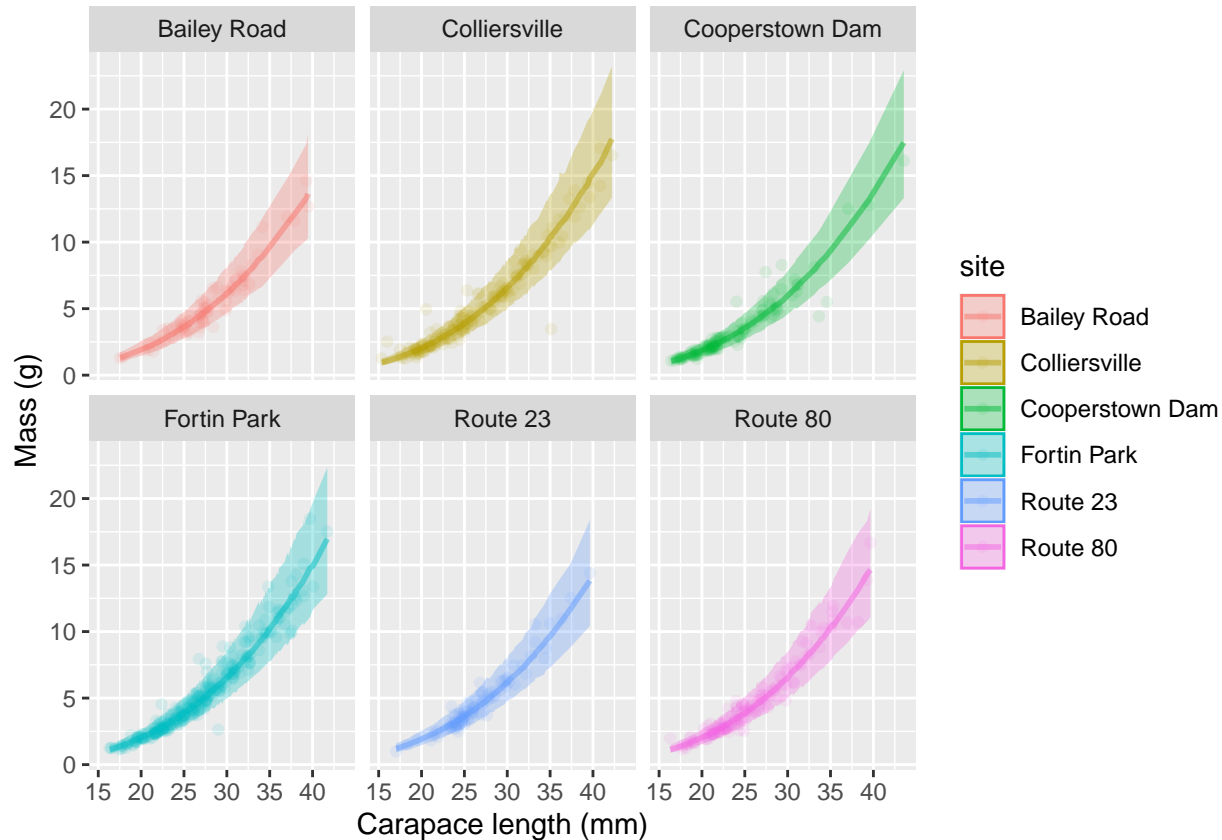 Bailey Road Colliersville Cooperstown Dam
20
15
10
5
0
Fortin Park Route 23 Route 80
20
15
10
5
0
15 20 25 30 35 40 15 20 25 30 35 40 15 20 25 30 35 40
Carapace length (mm)
Mass (g)
site
Bailey Road
Colliersville
Cooperstown Dam
Fortin Park
Route 23
Route 80